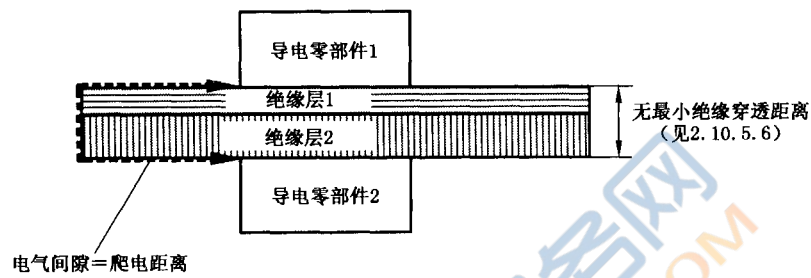 导电零部件1
绝缘层1
绝缘层2
无最小绝缘穿透距离
（见2.10.5.6）
导电零部件2
电气间隙＝爬电距离